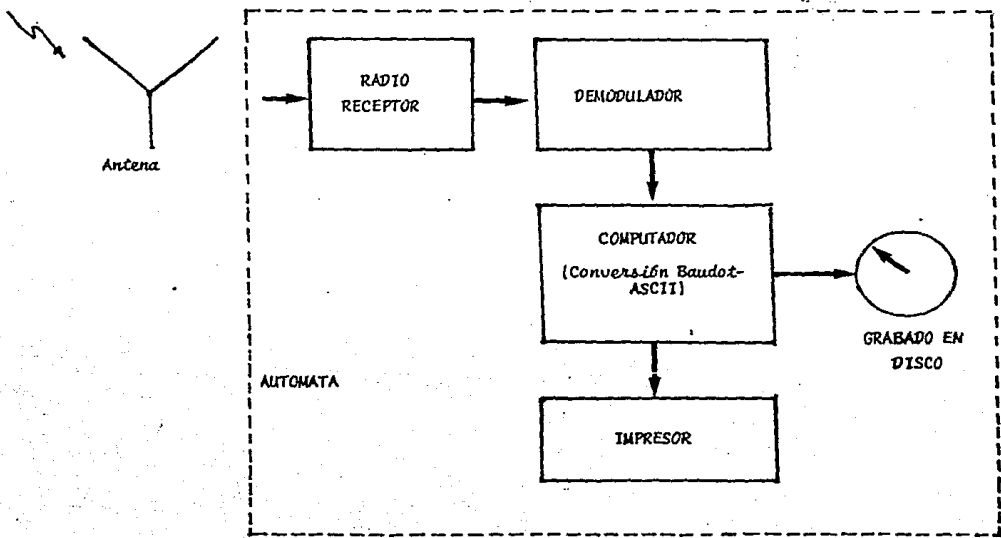 RADIO
RECEPTOR
DEMODULADOR
Antena
COMPUTADOR
(Conversión Baudot-
ASCII)
GRABADO EN
DISCO
AUTOMATA
IMPRESOR